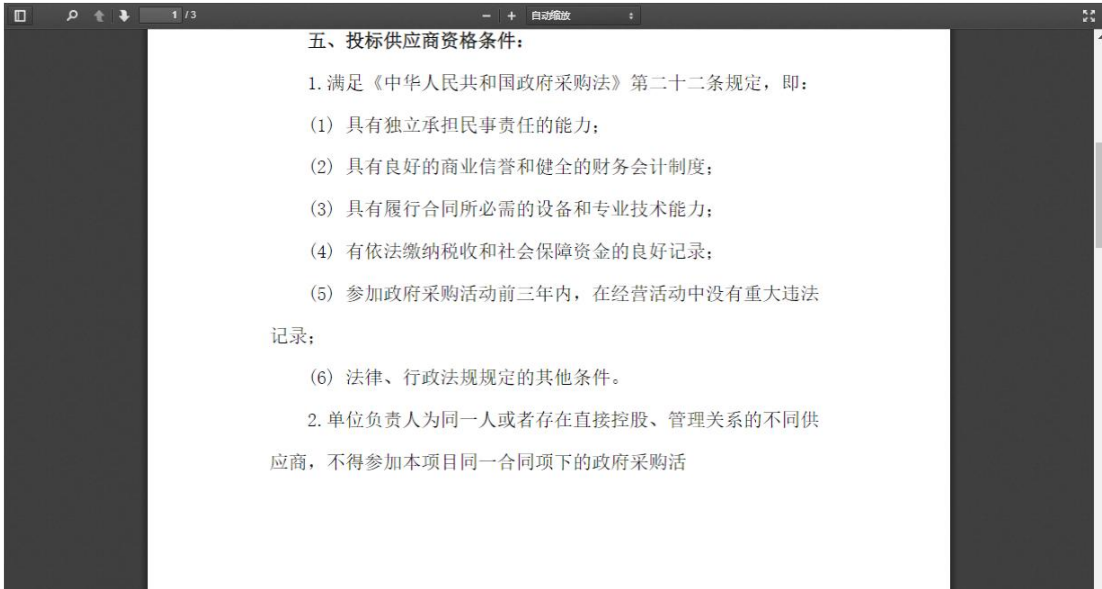 1 / 3
自动缩放
五、投标供应商资格条件：
1.满足《中华人民共和国政府采购法》第二十二条规定，即：
(1) 具有独立承担民事责任的能力；
(2) 具有良好的商业信誉和健全的财务会计制度；
(3) 具有履行合同所必需的设备和专业技术能力；
(4) 有依法缴纳税收和社会保障资金的良好记录；
(5) 参加政府采购活动前三年内，在经营活动中没有重大违法
记录；
(6) 法律、行政法规规定的其他条件。
2.单位负责人为同一人或者存在直接控股、管理关系的不同供
应商，不得参加本项目同一合同项下的政府采购活